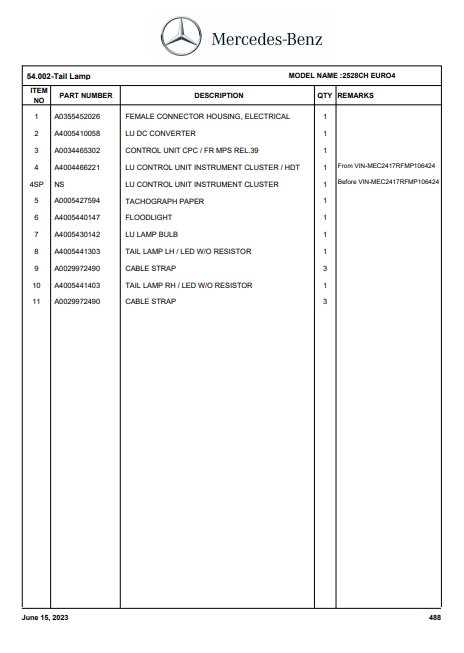 Mercedes-Benz
54.002-Tail Lamp MODEL NAME :2528CH EURO4
ITEM NO PART NUMBER DESCRIPTION QTY REMARKS
1 A0355452026 FEMALE CONNECTOR HOUSING, ELECTRICAL 1
2 A4005410058 LU DC CONVERTER 1
3 A0034465302 CONTROL UNIT CPC / FR MPS REL.39 1
4 A4004466221 LU CONTROL UNIT INSTRUMENT CLUSTER / HDT 1 From VIN-MEC2417RFMP106424
4SP NS LU CONTROL UNIT INSTRUMENT CLUSTER 1 Before VIN-MEC2417RFMP106424
5 A0005427594 TACHOGRAPH PAPER 1
6 A4005440147 FLOODLIGHT 1
7 A4005430142 LU LAMP BULB 1
8 A4005441303 TAIL LAMP LH / LED W/O RESISTOR 1
9 A0029972490 CABLE STRAP 3
10 A4005441403 TAIL LAMP RH / LED W/O RESISTOR 1
11 A0029972490 CABLE STRAP 3
June 15, 2023 488